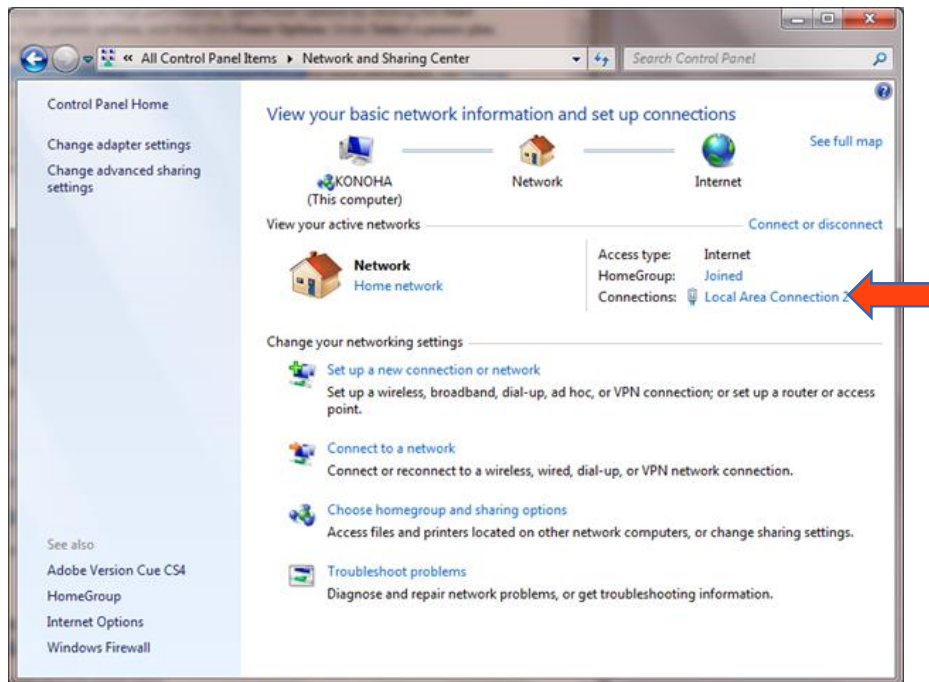 « All Control Panel Items ▸ Network and Sharing Center
Search Control Panel
Control Panel Home
Change adapter settings
Change advanced sharing
settings
See also
Adobe Version Cue CS4
HomeGroup
Internet Options
Windows Firewall
View your basic network information and set up connections
See full map
KONOHA
(This computer)
Network
Internet
View your active networks
Connect or disconnect
Network
Home network
Access type: Internet
HomeGroup: Joined
Connections: Local Area Connection 2
Change your networking settings
Set up a new connection or network
Set up a wireless, broadband, dial-up, ad hoc, or VPN connection; or set up a router or access
point.
Connect to a network
Connect or reconnect to a wireless, wired, dial-up, or VPN network connection.
Choose homegroup and sharing options
Access files and printers located on other network computers, or change sharing settings.
Troubleshoot problems
Diagnose and repair network problems, or get troubleshooting information.